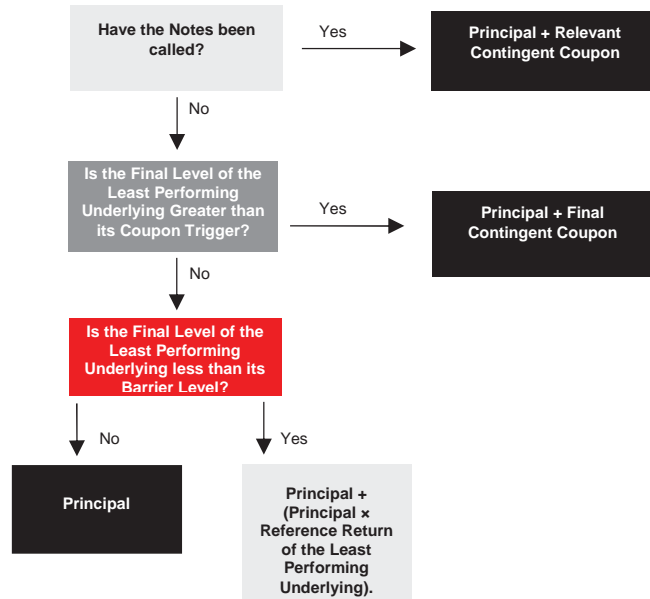 Have the Notes been
called?
Yes
Principal + Relevant
Contingent Coupon
No
Is the Final Level of the
Least Performing
Underlying Greater than
its Coupon Trigger?
Yes
Principal + Final
Contingent Coupon
No
Is the Final Level of the
Least Performing
Underlying less than its
Barrier Level?
No
Yes
Principal
Principal +
(Principal ×
Reference Return
of the Least
Performing
Underlying).